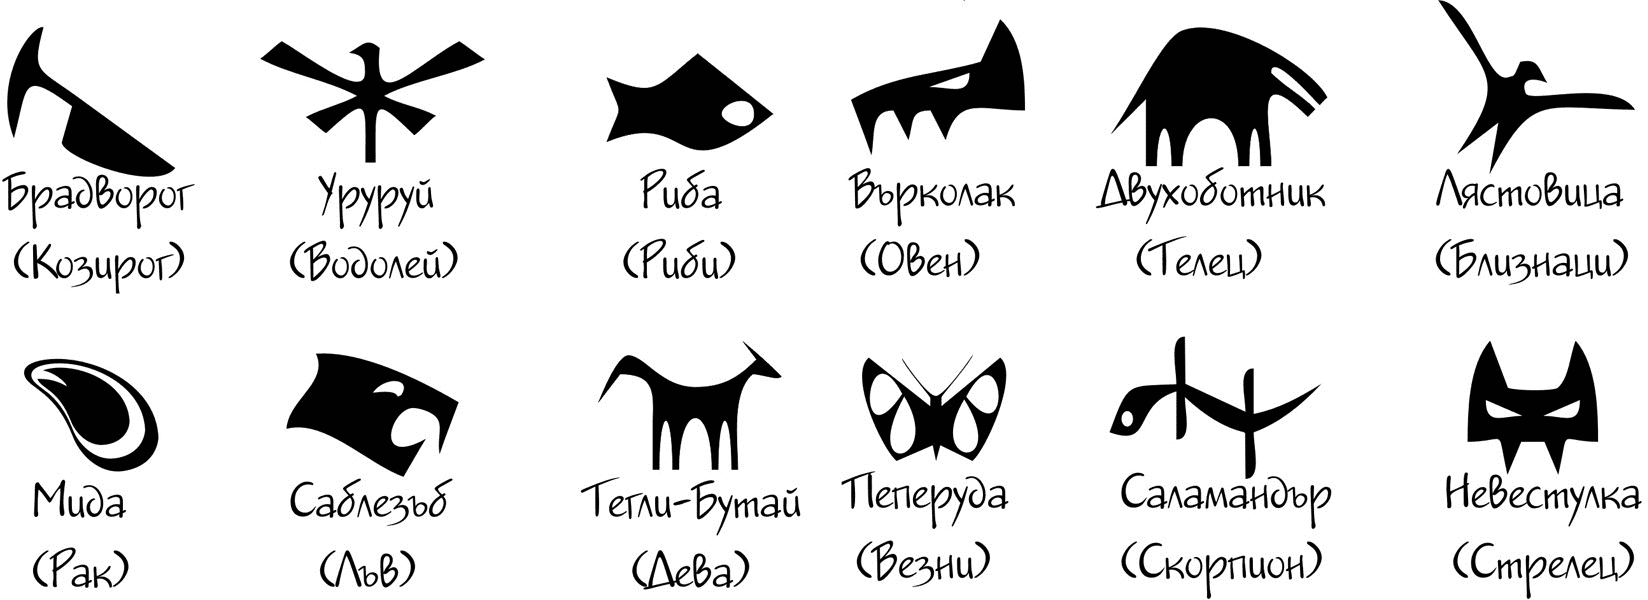 Брадворог Уруруй Риба Върколак Двухоботник Лястовица
(Козирог) (Водолей) (Риби) (Овен) (Телец) (Близнаци)
Мида Саблезъб Тегли-Бутай Пеперуда Саламандър Невестулка
(Рак) (Лъв) (Дева) (Везни) (Скорпион) (Стрелец)